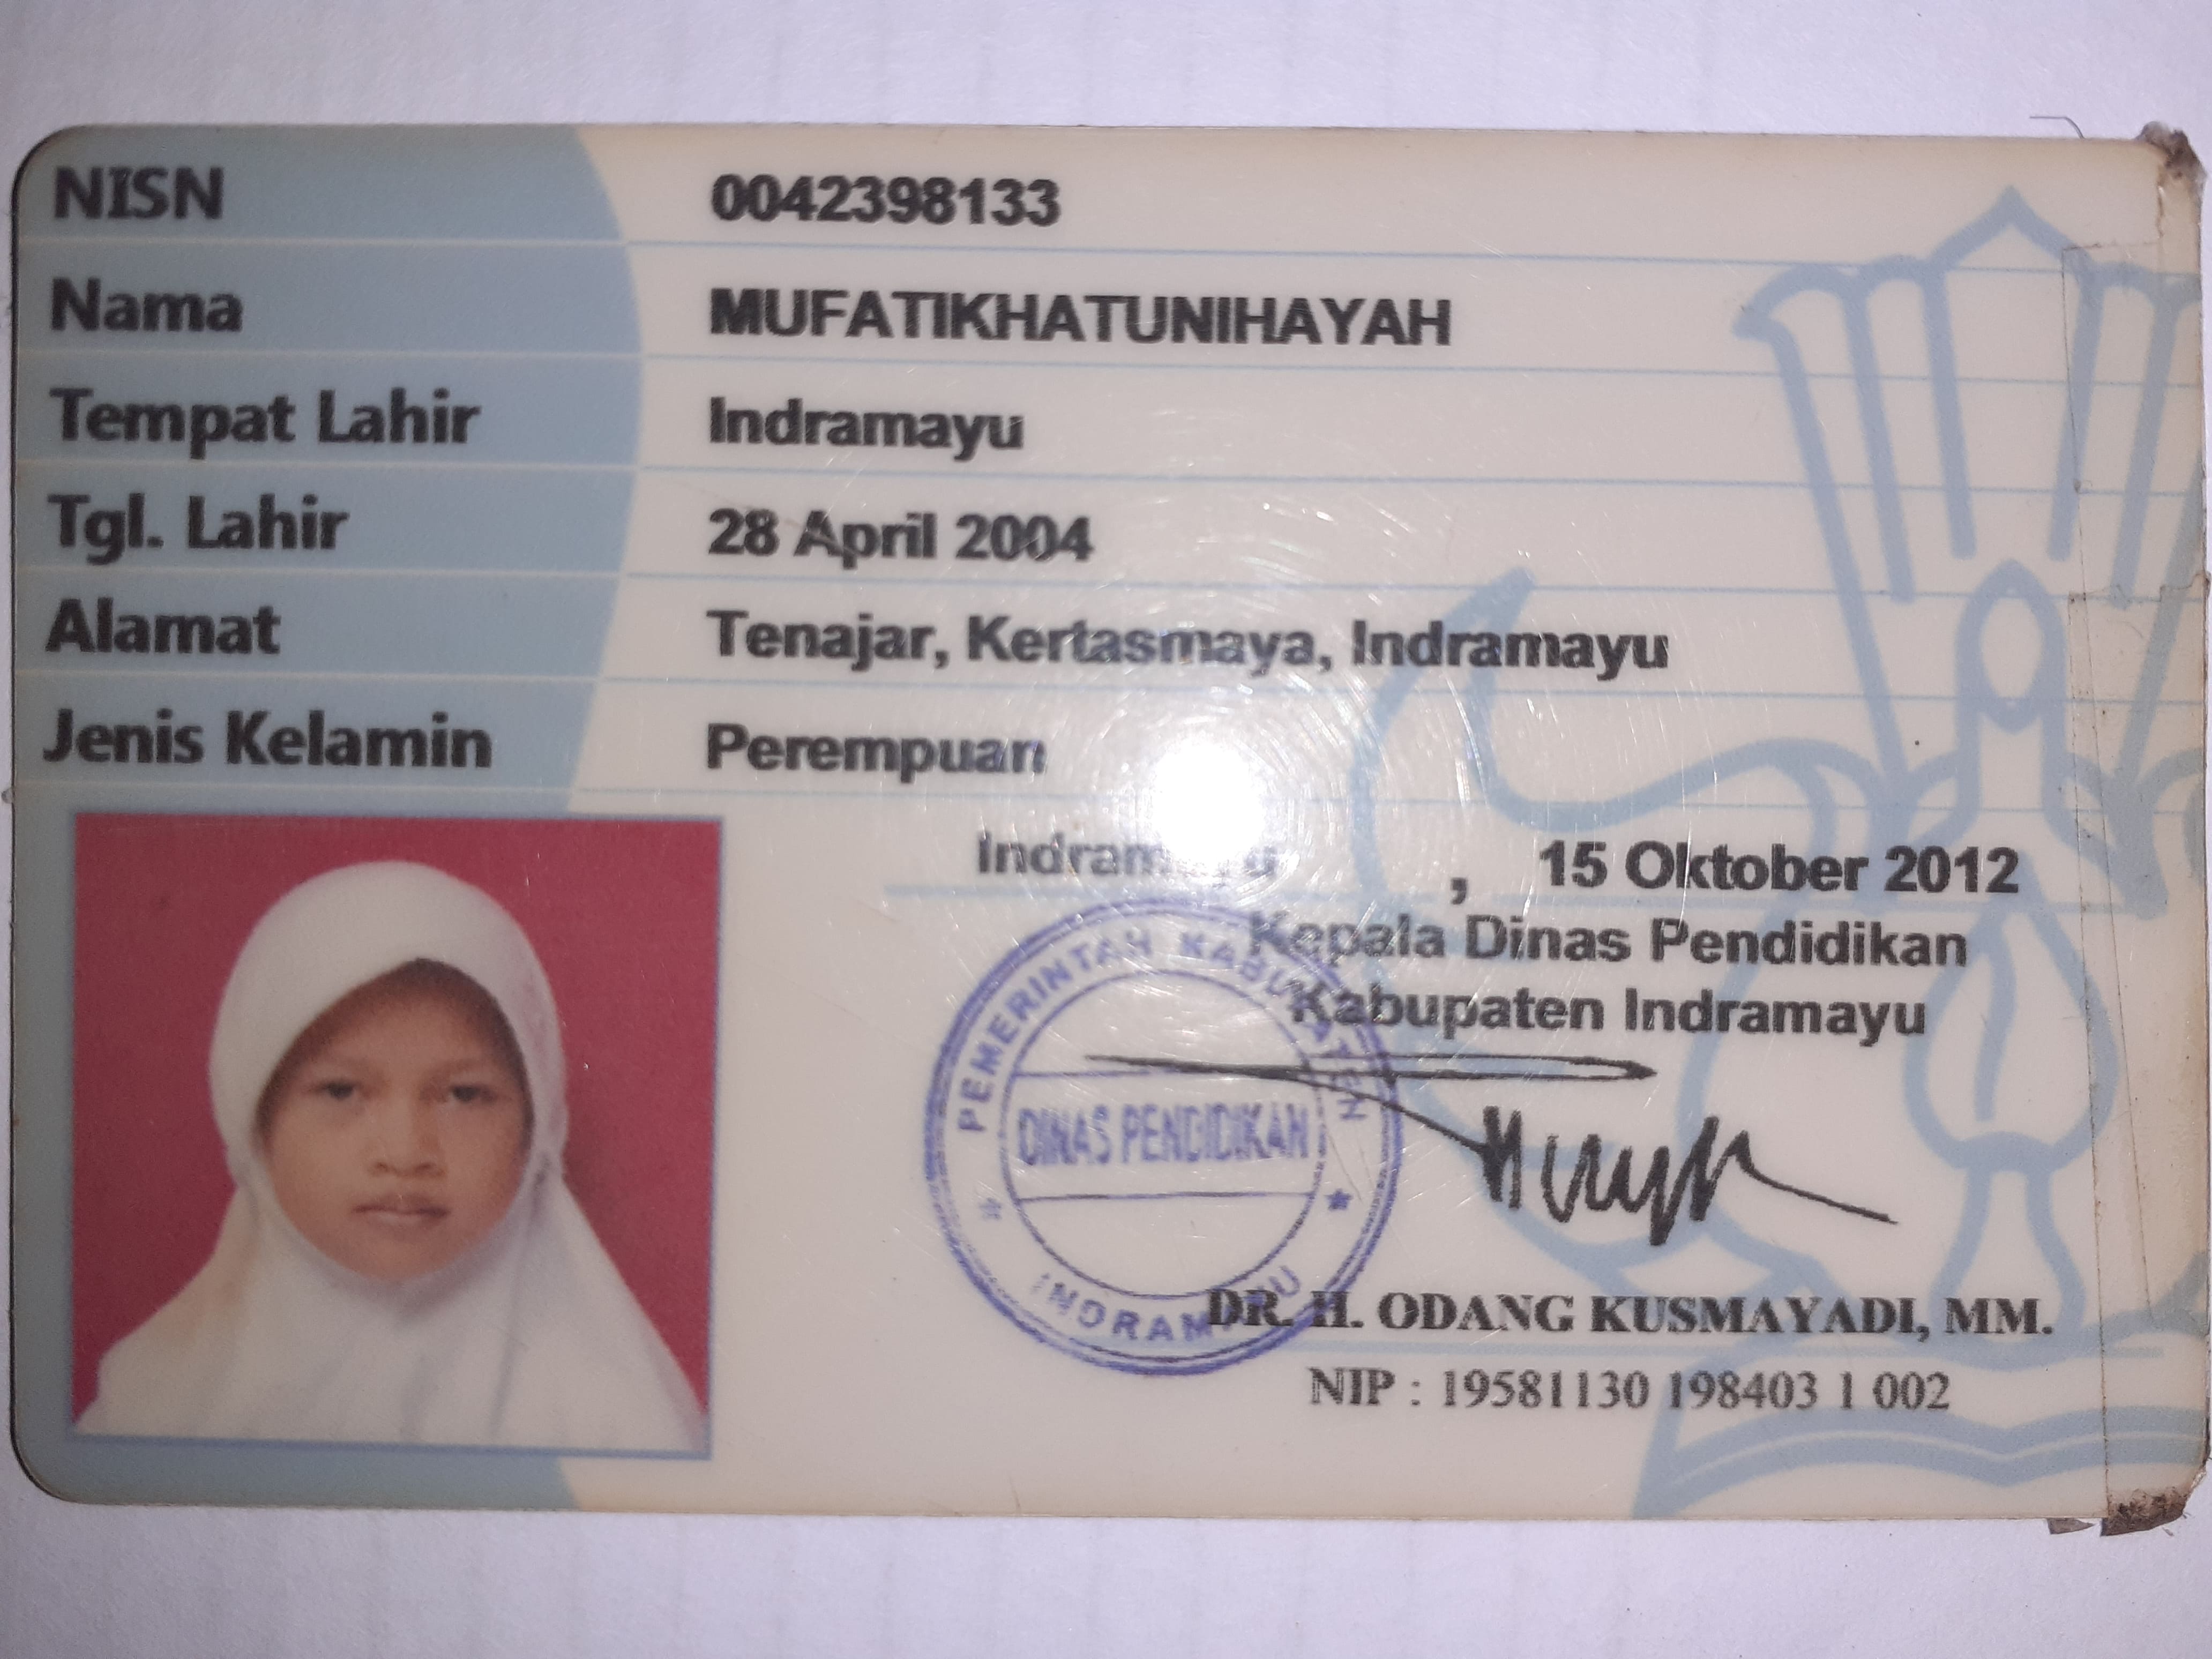 NISN 0042398133
Nama MUFATIKHATUNIHAYAH
Tempat Lahir Indramayu
Tgl. Lahir 28 April 2004
Alamat Tenajar, Kertasmaya, Indramayu
Jenis Kelamin Perempuan
Indramayu , 15 Oktober 2012
Kepala Dinas Pendidikan
Kabupaten Indramayu
PEMERINTAH KABUPATEN
DINAS PENDIDIKAN
INDRAMAYU
DR. H. ODANG KUSMAYADI, MM.
NIP : 19581130 198403 1 002